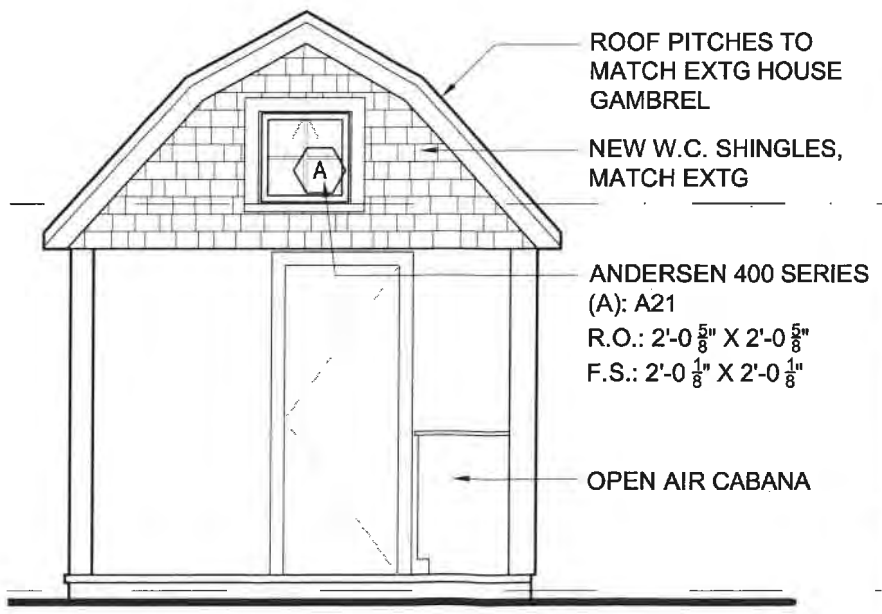 ROOF PITCHES TO
MATCH EXTG HOUSE
GAMBREL
NEW W.C. SHINGLES,
MATCH EXTG
A
ANDERSEN 400 SERIES
(A): A21
R.O.: 2'-0 5/8" X 2'-0 5/8"
F.S.: 2'-0 1/8" X 2'-0 1/8"
OPEN AIR CABANA